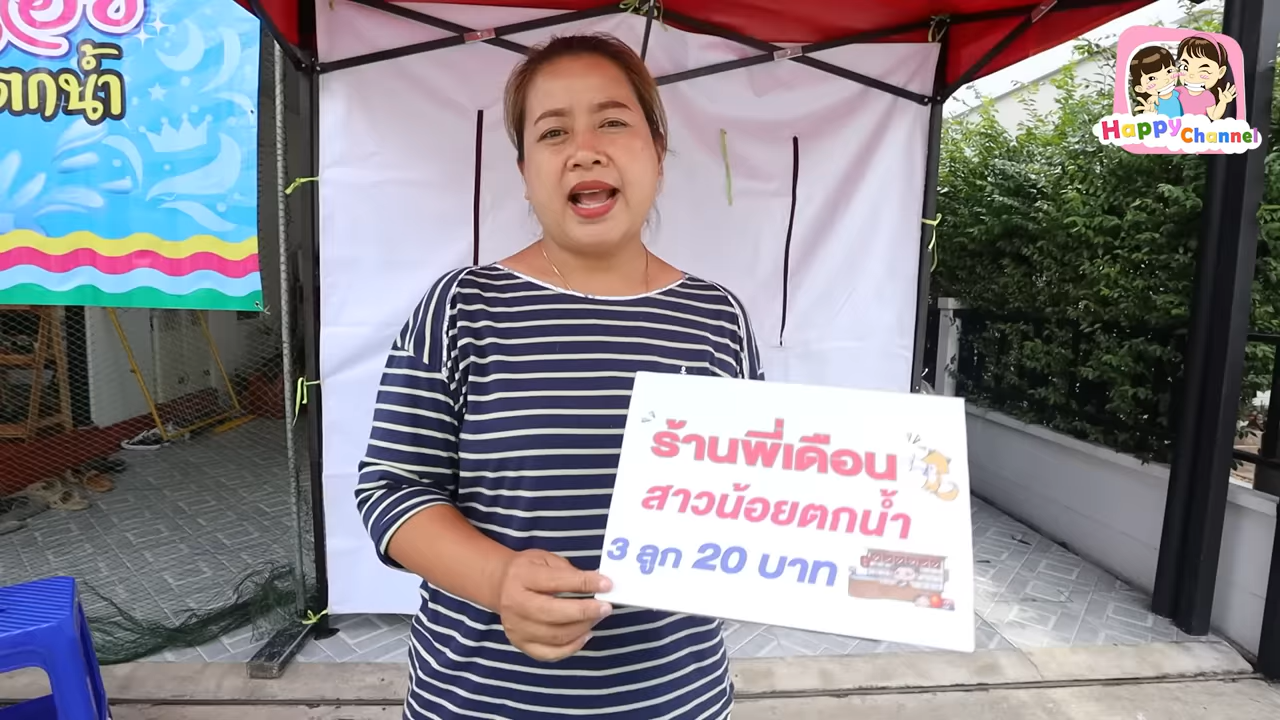 ตกน้ำ
Happy Channel
ร้านพี่เดือน
สาวน้อยตกน้ำ
3 ลูก 20 บาท